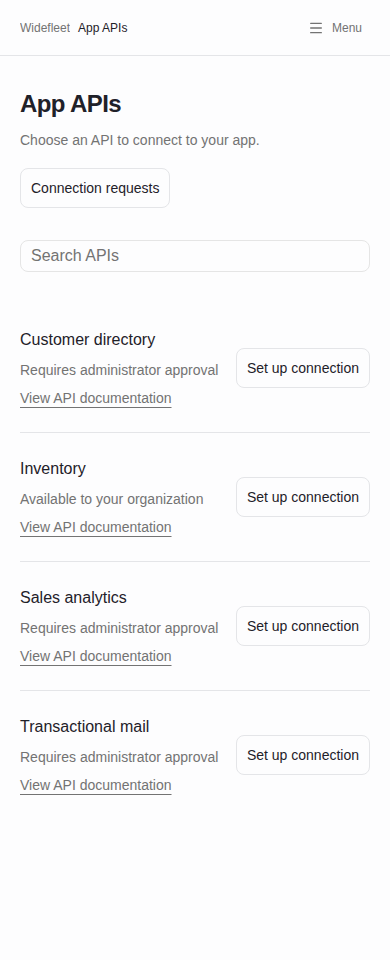 Widefleet App APIs Menu
App APIs
Choose an API to connect to your app.
Connection requests
Search APIs
Customer directory
Requires administrator approval
View API documentation
Set up connection
Inventory
Available to your organization
View API documentation
Set up connection
Sales analytics
Requires administrator approval
View API documentation
Set up connection
Transactional mail
Requires administrator approval
View API documentation
Set up connection